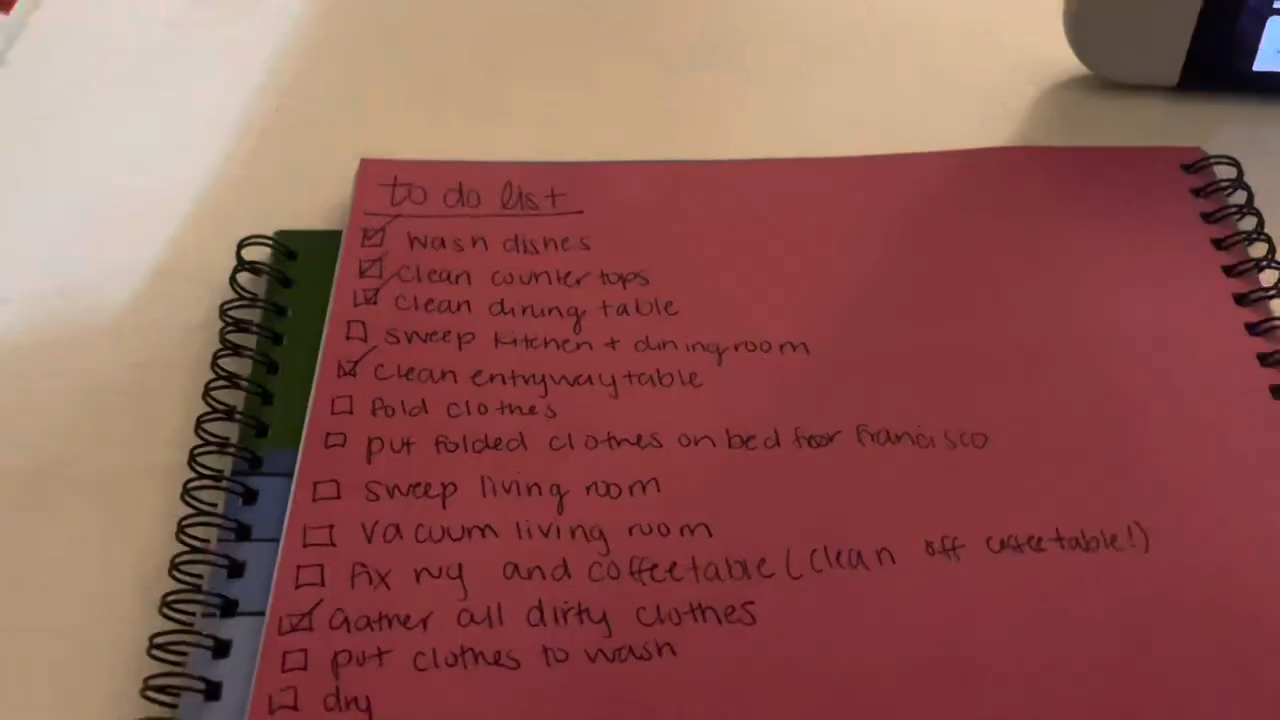 to do list
☑ wash dishes
☑ clean counter tops
☑ clean dining table
☐ sweep kitchen + dining room
☑ clean entryway table
☐ fold clothes
☐ put folded clothes on bed for francisco
☐ sweep living room
☐ vacuum living room
☐ fix rug and coffee table (clean off coffee table!)
☑ Gather all dirty clothes
☐ put clothes to wash
☐ dry